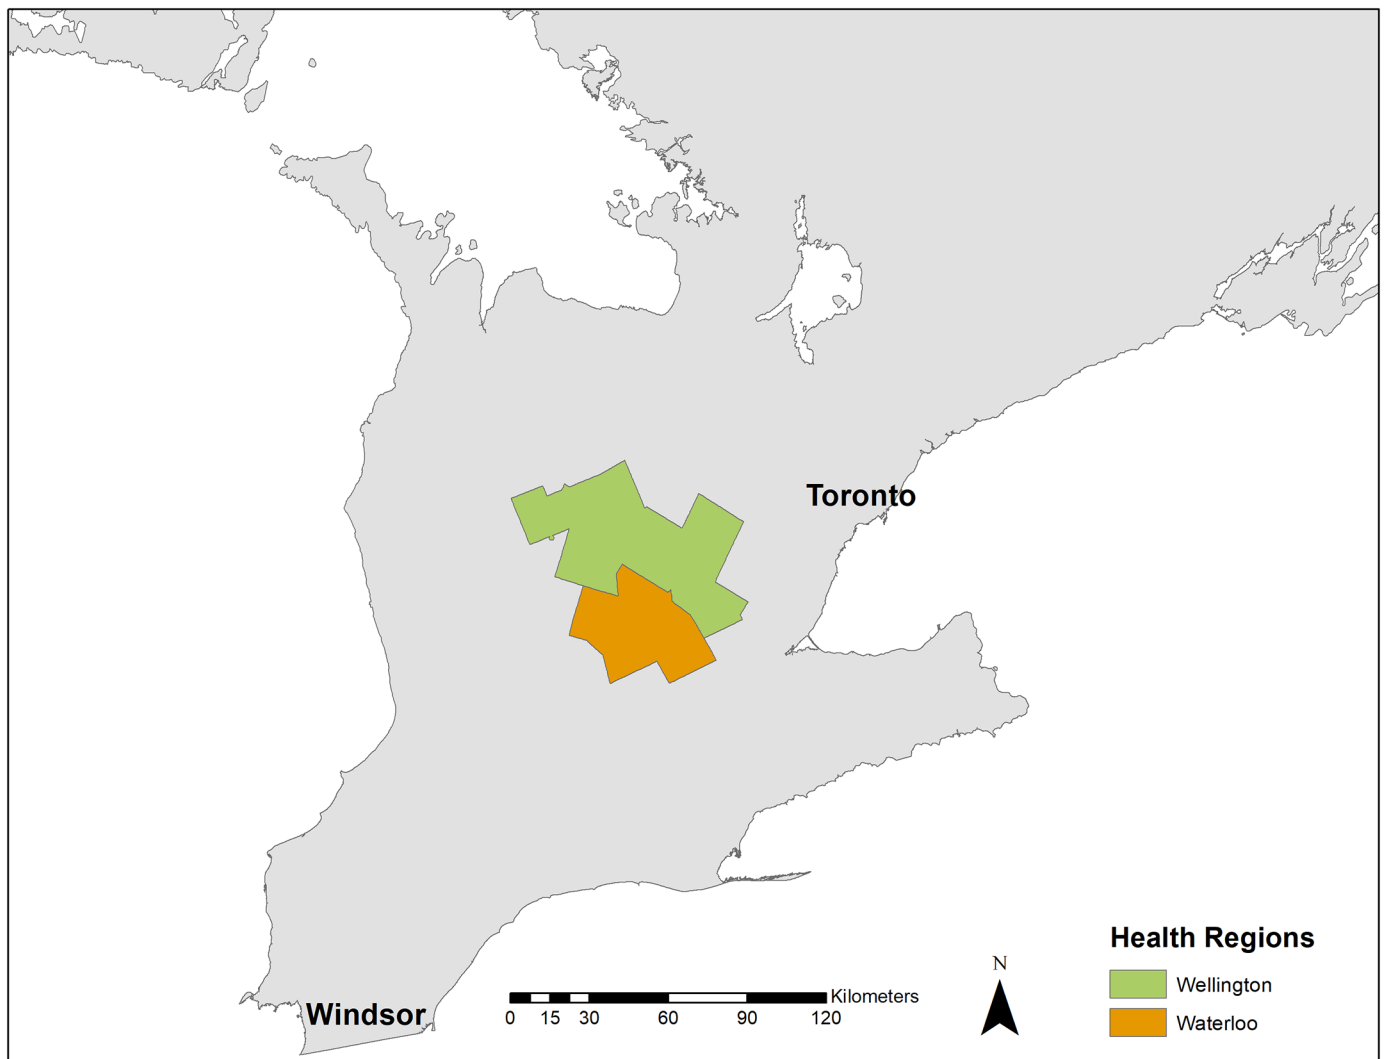 Toronto
Health Regions
N
Wellington
Kilometers
Windsor
0 15 30 60 90 120
Waterloo